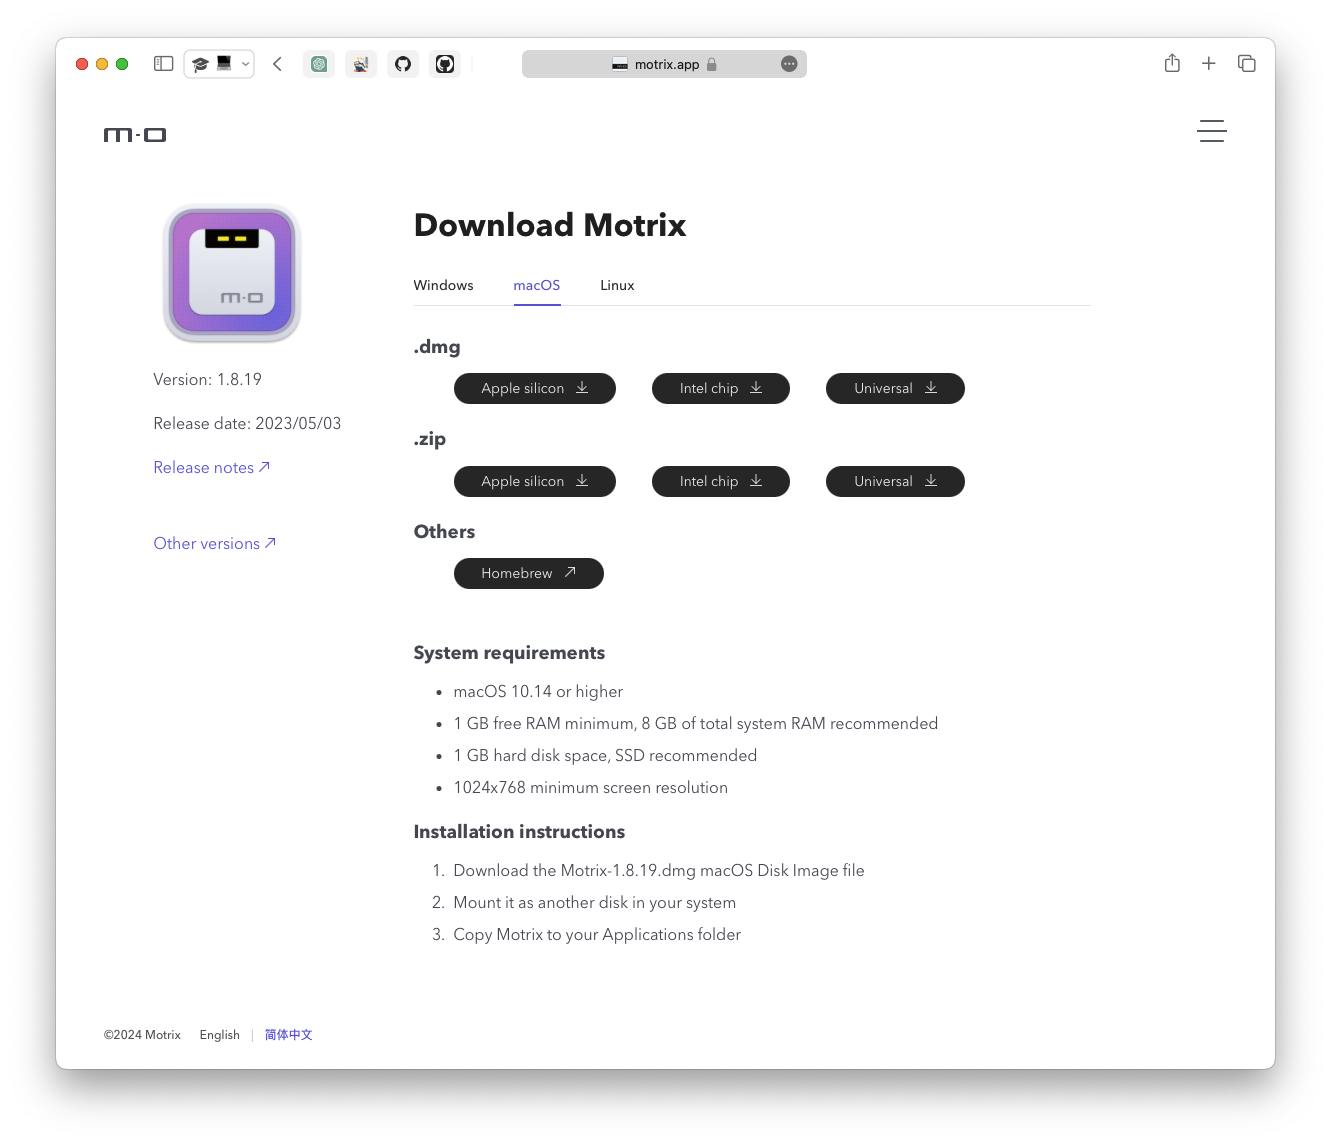 motrix.app
m·o
Download Motrix
Windows macOS Linux
m·o
.dmg
Apple silicon Intel chip Universal
Version: 1.8.19
Release date: 2023/05/03
.zip
Release notes
Apple silicon Intel chip Universal
Others
Other versions
Homebrew
System requirements
• macOS 10.14 or higher
• 1 GB free RAM minimum, 8 GB of total system RAM recommended
• 1 GB hard disk space, SSD recommended
• 1024x768 minimum screen resolution
Installation instructions
1. Download the Motrix-1.8.19.dmg macOS Disk Image file
2. Mount it as another disk in your system
3. Copy Motrix to your Applications folder
©2024 Motrix English | 简体中文